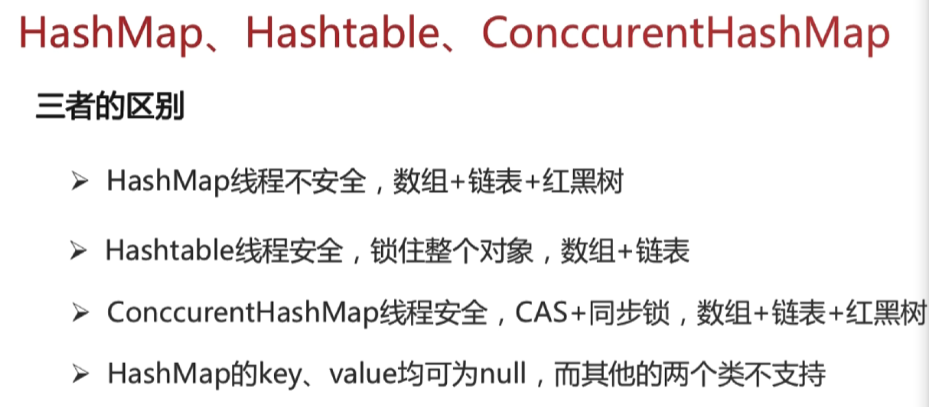 HashMap、Hashtable、ConccurentHashMap
三者的区别
➢ HashMap线程不安全，数组+链表+红黑树
➢ Hashtable线程安全，锁住整个对象，数组+链表
➢ ConccurentHashMap线程安全，CAS+同步锁，数组+链表+红黑树
➢ HashMap的key、value均可为null，而其他的两个类不支持